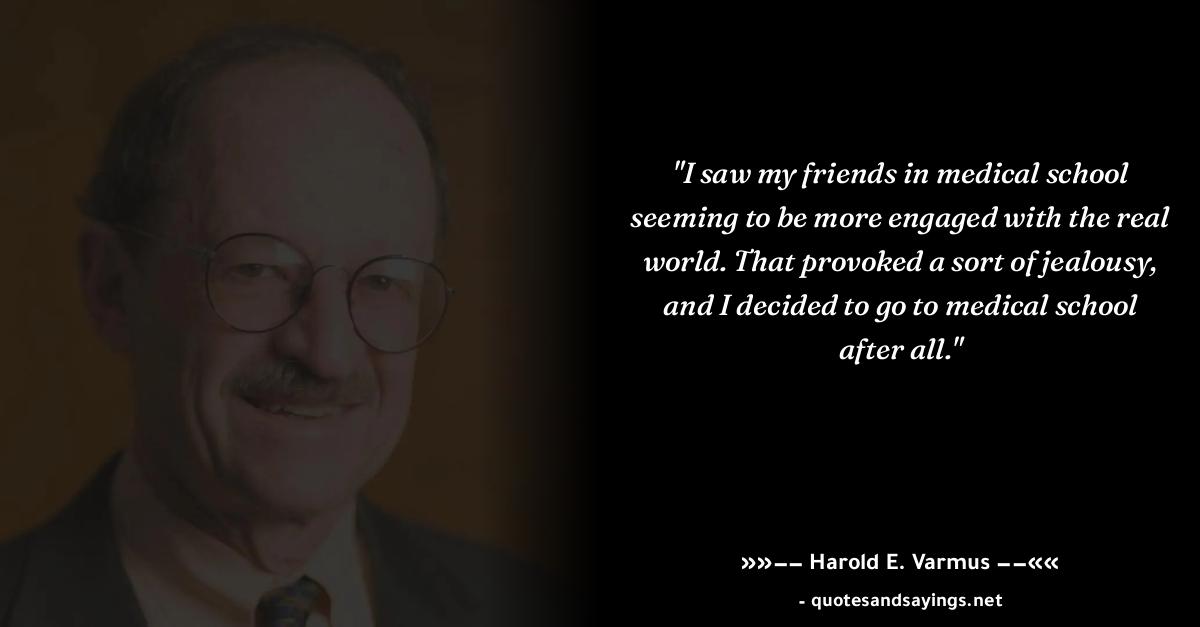 "I saw my friends in medical school
seeming to be more engaged with the real
world. That provoked a sort of jealousy,
and I decided to go to medical school
after all."
»»−− Harold E. Varmus −−««
- quotesandsayings.net